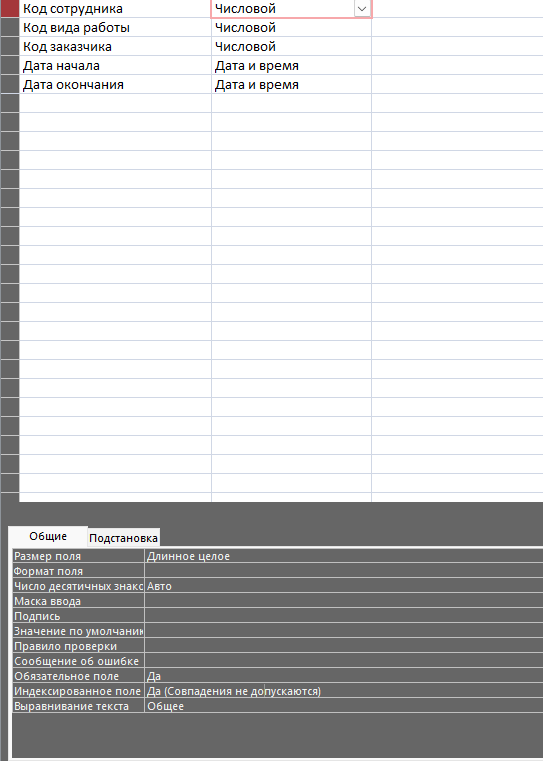 Код сотрудника Числовой
Код вида работы Числовой
Код заказчика Числовой
Дата начала Дата и время
Дата окончания Дата и время
Общие Подстановка
Размер поля Длинное целое
Формат поля
Число десятичных знакс Авто
Маска ввода
Подпись
Значение по умолчани
Правило проверки
Сообщение об ошибке
Обязательное поле Да
Индексированное поле Да (Совпадения не допускаются)
Выравнивание текста Общее